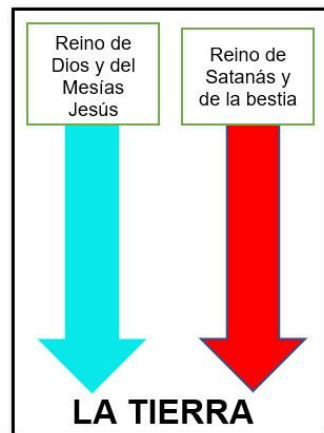 Reino de
Dios y del
Mesías
Jesús
Reino de
Satanás y
de la bestia
LA TIERRA